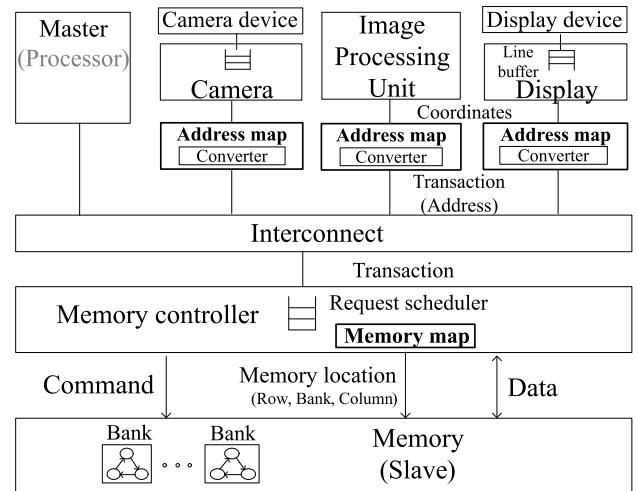 Master
(Processor)
Camera device
Camera
Image
Processing
Unit
Display device
Line
buffer
Display
Coordinates
Address map
Converter
Address map
Converter
Address map
Converter
Transaction
(Address)
Interconnect
Transaction
Memory controller
Request scheduler
Memory map
Command
Memory location
(Row, Bank, Column)
Data
Bank
Bank
Memory
(Slave)